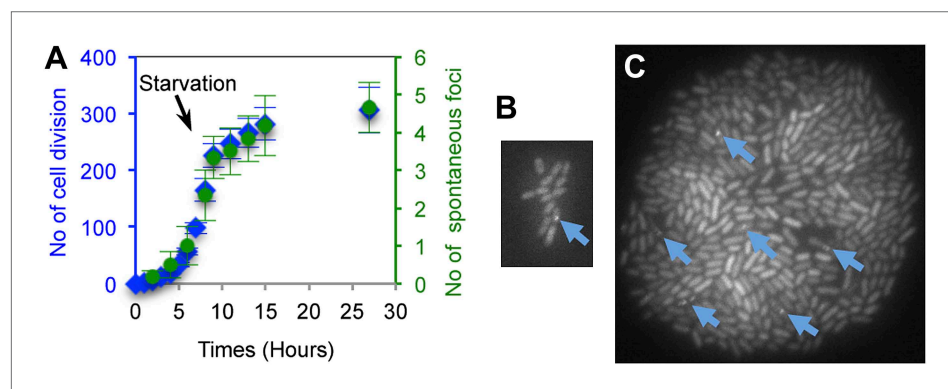 A
B
C
No of cell division
400
300
200
100
0
Starvation
6
5
4
3
2
1
0
No of spontaneous foci
0 5 10 15 20 25 30
Times (Hours)